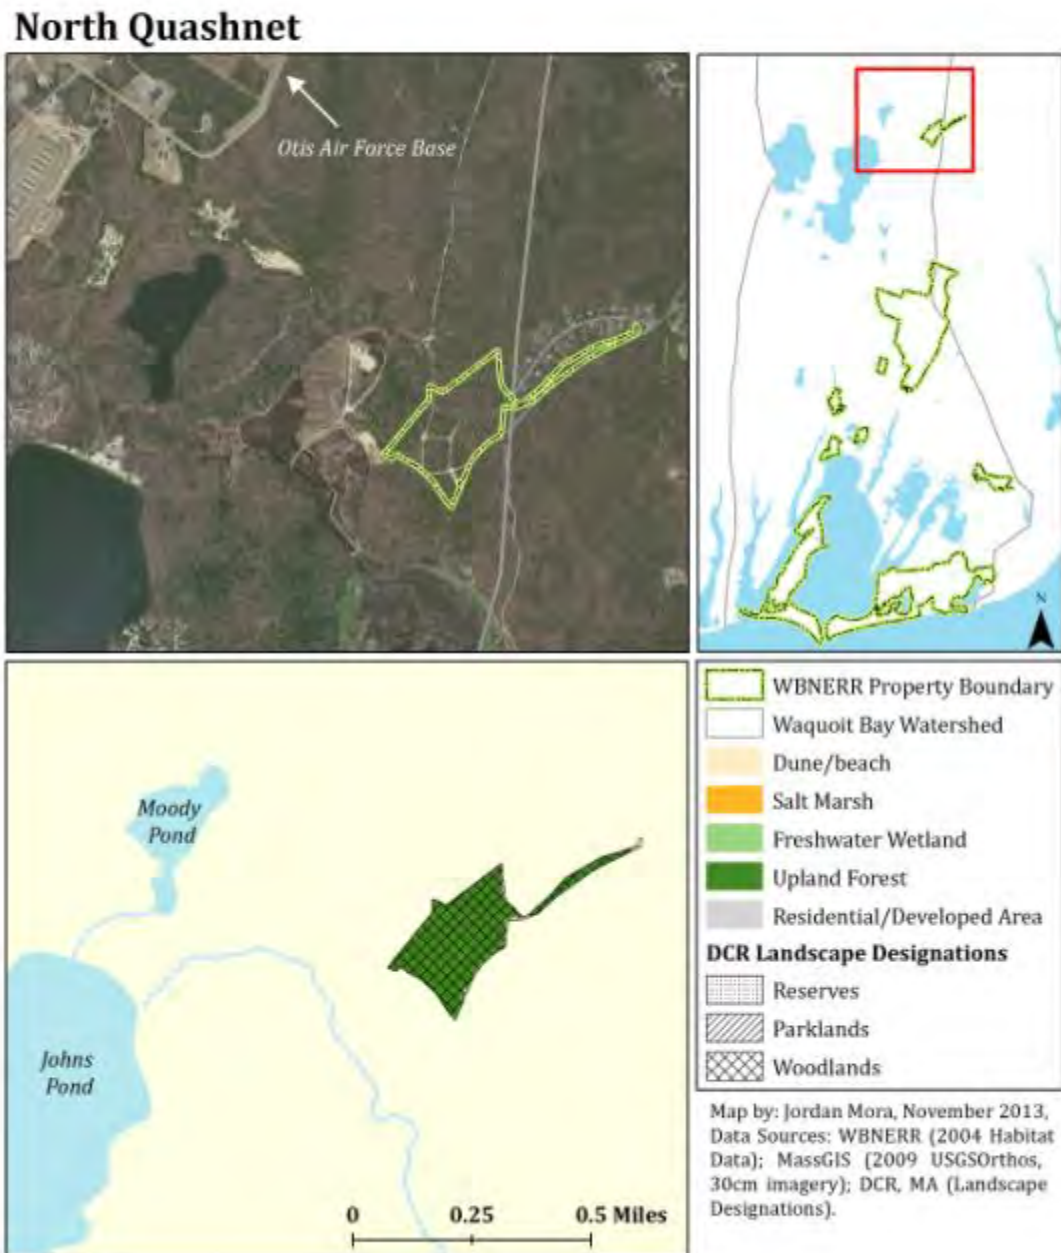 North Quashnet
Otis Air Force Base
N
Moody
Pond
Johns
Pond
0 0.25 0.5 Miles
WBNERR Property Boundary
Waquoit Bay Watershed
Dune/beach
Salt Marsh
Freshwater Wetland
Upland Forest
Residential/Developed Area
DCR Landscape Designations
Reserves
Parklands
Woodlands
Map by: Jordan Mora, November 2013,
Data Sources: WBNERR (2004 Habitat
Data); MassGIS (2009 USGSOrthos,
30cm imagery); DCR, MA (Landscape
Designations).